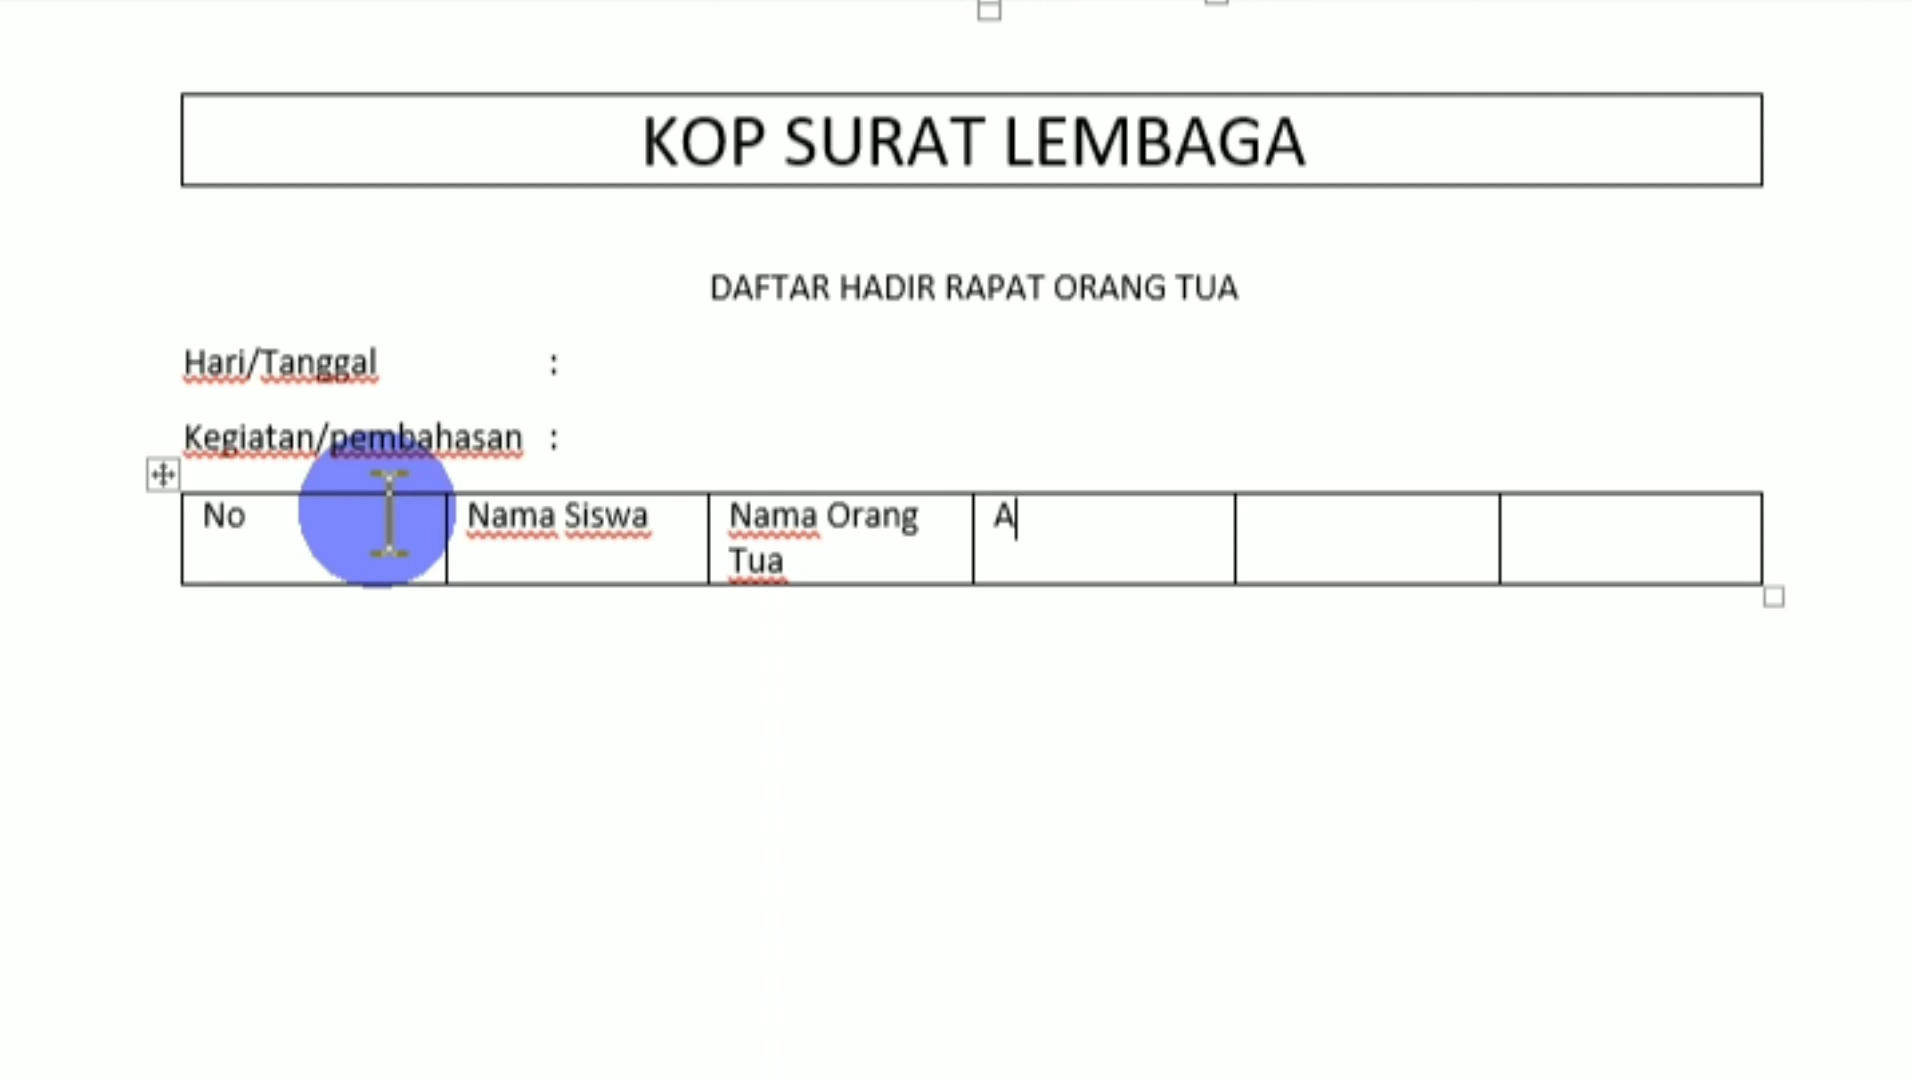 KOP SURAT LEMBAGA
DAFTAR HADIR RAPAT ORANG TUA
Hari/Tanggal :
Kegiatan/pembahasan :
No Nama Siswa Nama Orang Tua A